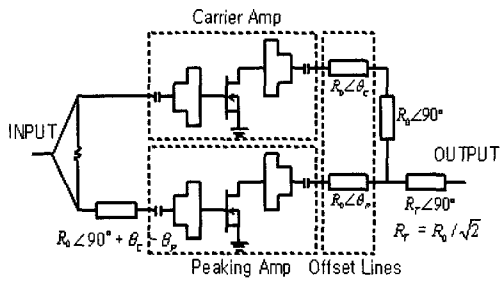 Carrier Amp
R₀∠θ_C
INPUT
R₀∠90°
OUTPUT
R₀∠θ_P
R_T∠90°
R₀∠90° + θ_C - θ_P
R_T = R₀/√2
Peaking Amp
Offset Lines